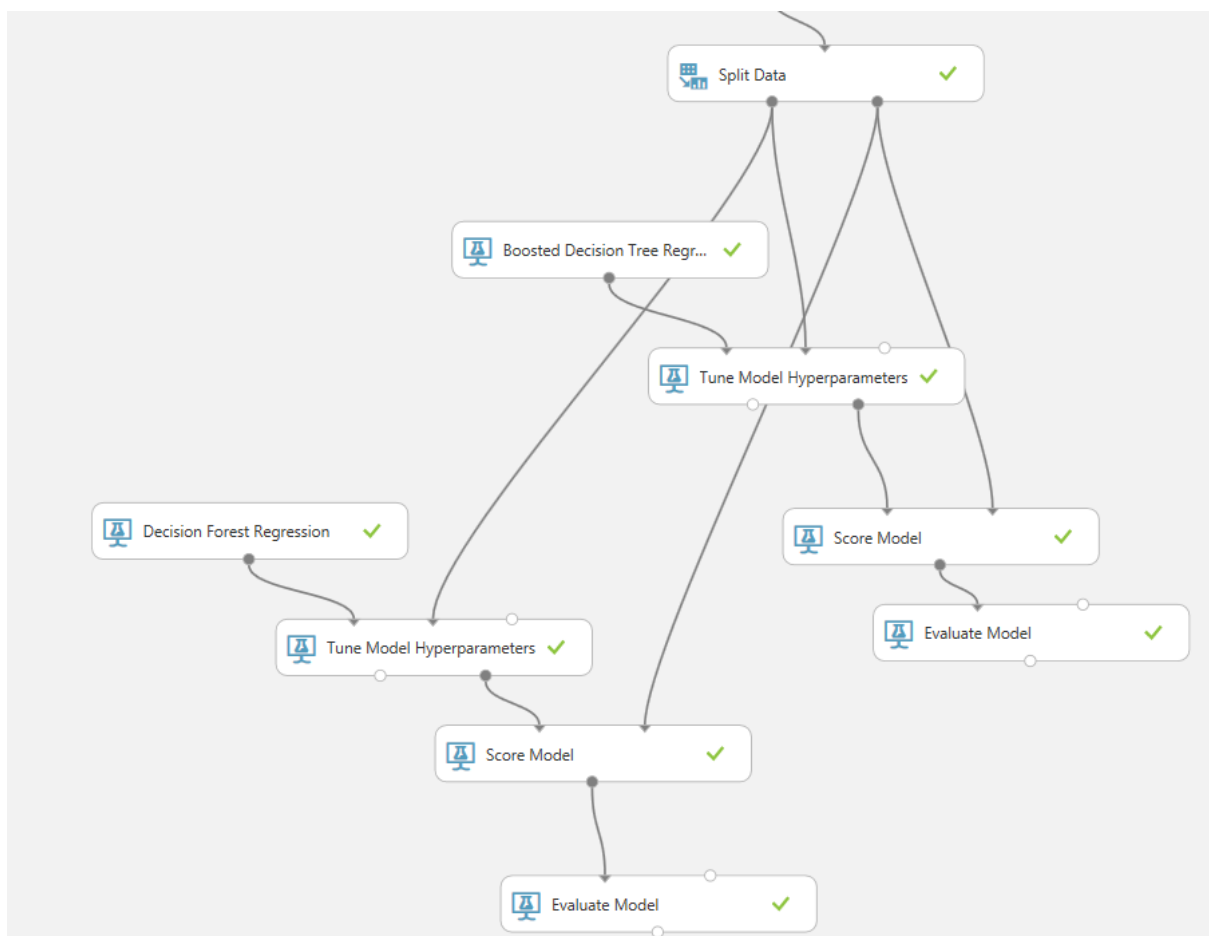 Split Data
Boosted Decision Tree Regr...
Tune Model Hyperparameters
Decision Forest Regression
Score Model
Evaluate Model
Tune Model Hyperparameters
Score Model
Evaluate Model